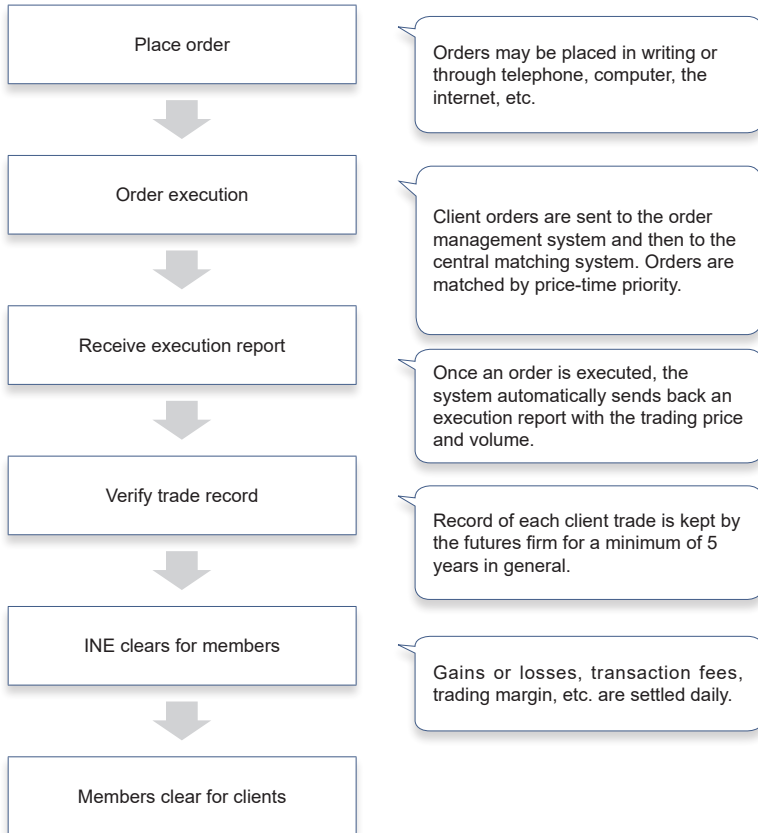 Place order
Orders may be placed in writing or
through telephone, computer, the
internet, etc.
Order execution
Client orders are sent to the order
management system and then to the
central matching system. Orders are
matched by price-time priority.
Receive execution report
Once an order is executed, the
system automatically sends back an
execution report with the trading price
and volume.
Verify trade record
Record of each client trade is kept by
the futures firm for a minimum of 5
years in general.
INE clears for members
Gains or losses, transaction fees,
trading margin, etc. are settled daily.
Members clear for clients